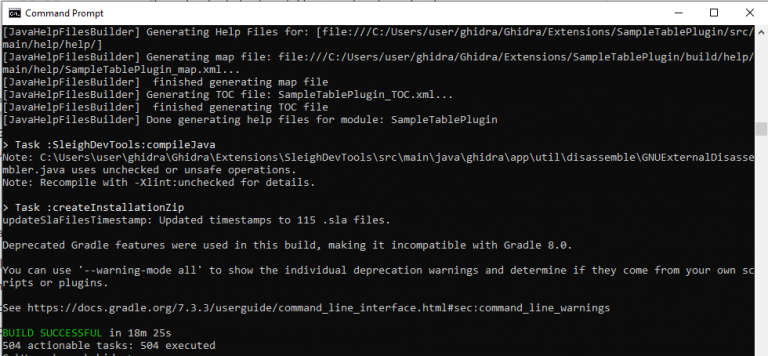 Command Prompt
[JavaHelpFilesBuilder] Generating Help Files for: [file:///C:/Users/user/ghidra/Ghidra/Extensions/SampleTablePlugin/src/
main/help/help/]
[JavaHelpFilesBuilder] Generating map file: file:///C:/Users/user/ghidra/Ghidra/Extensions/SampleTablePlugin/build/help/
main/help/SampleTablePlugin_map.xml...
[JavaHelpFilesBuilder]  finished generating map file
[JavaHelpFilesBuilder] Generating TOC file: SampleTablePlugin_TOC.xml...
[JavaHelpFilesBuilder]  finished generating TOC file
[JavaHelpFilesBuilder] Done generating help files for module: SampleTablePlugin
> Task :SleighDevTools:compileJava
Note: C:\Users\user\ghidra\Ghidra\Extensions\SleighDevTools\src\main\java\ghidra\app\util\disassemble\GNUExternalDisasse
mbler.java uses unchecked or unsafe operations.
Note: Recompile with -Xlint:unchecked for details.
> Task :createInstallationZip
updateSlaFilesTimestamp: Updated timestamps to 115 .sla files.
Deprecated Gradle features were used in this build, making it incompatible with Gradle 8.0.
You can use '--warning-mode all' to show the individual deprecation warnings and determine if they come from your own sc
ripts or plugins.
See https://docs.gradle.org/7.3.3/userguide/command_line_interface.html#sec:command_line_warnings
BUILD SUCCESSFUL in 18m 25s
504 actionable tasks: 504 executed